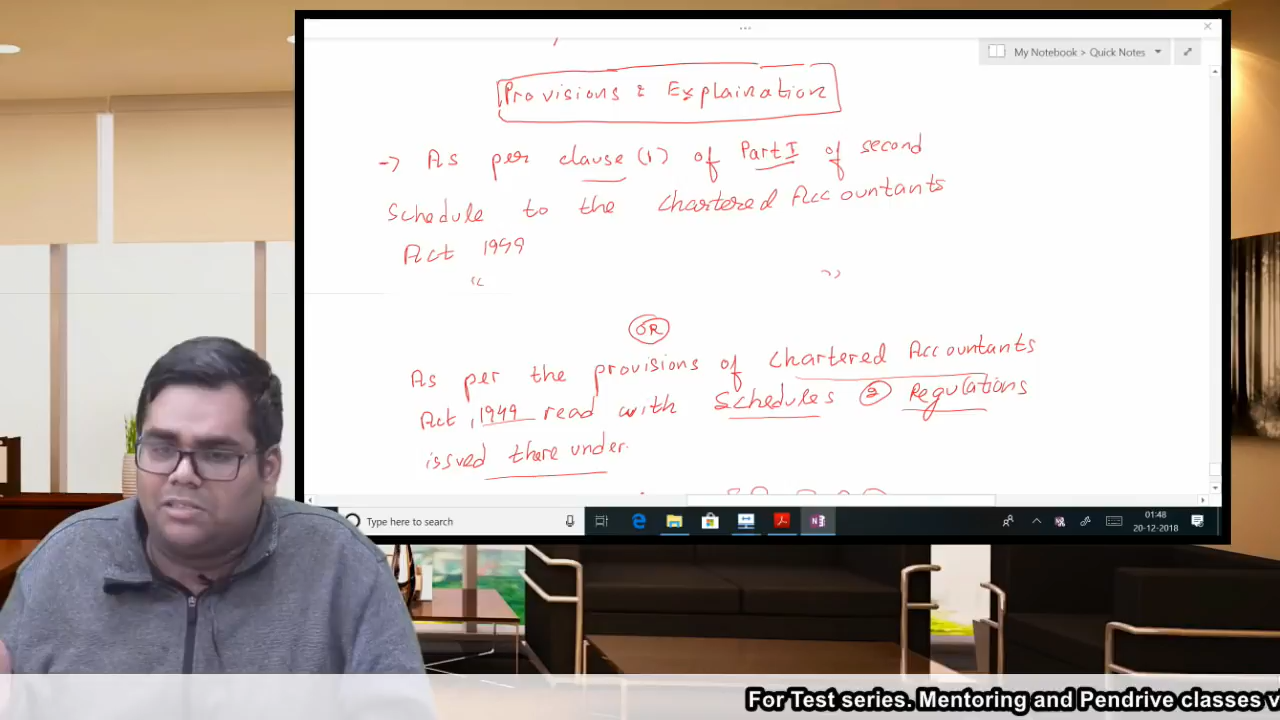 My Notebook > Quick Notes
Provisions & Explaination
→ As per clause (1) of Part I of second
Schedule to the Chartered Accountants
Act 1949
“ ”
OR
As per the provisions of Chartered Accountants
Act, 1949 read with Schedules & Regulations
issued there under.
Type here to search
01:48
20-12-2018
For Test series. Mentoring and Pendrive classes v